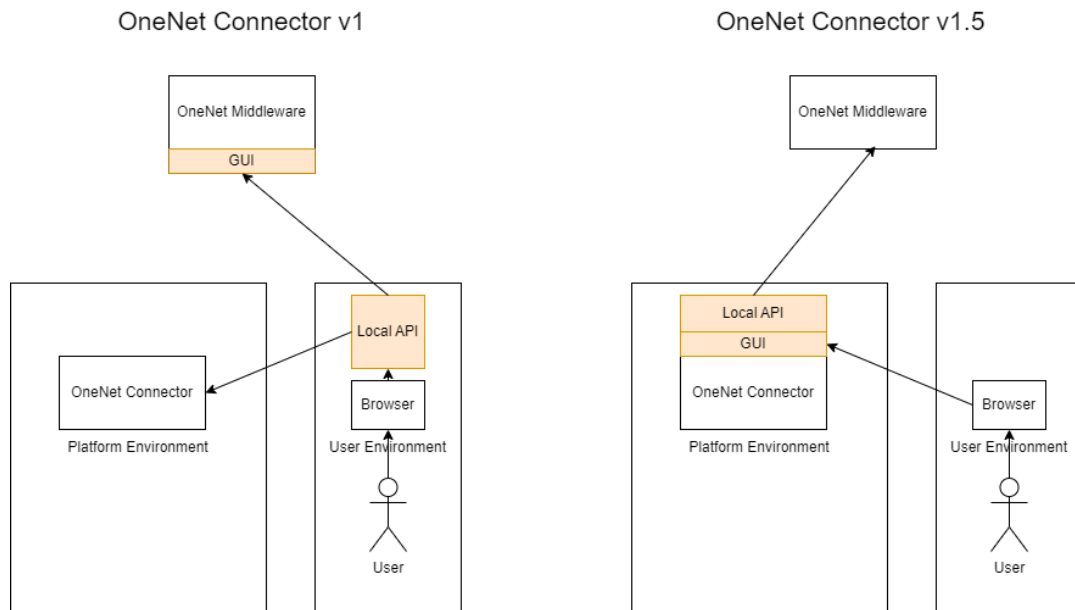 OneNet Connector v1
OneNet Middleware
GUI
Local API
OneNet Connector
Browser
Platform Environment
User Environment
User
OneNet Connector v1.5
OneNet Middleware
Local API
GUI
OneNet Connector
Browser
Platform Environment
User Environment
User